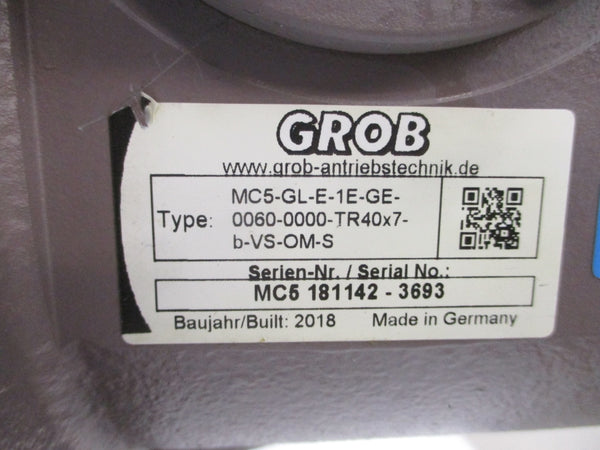 GROB
www.grob-antriebstechnik.de
Type: MC5-GL-E-1E-GE-
0060-0000-TR40x7-
b-VS-OM-S
Serien-Nr. / Serial No.:
MC5 181142 - 3693
Baujahr/Built: 2018 Made in Germany